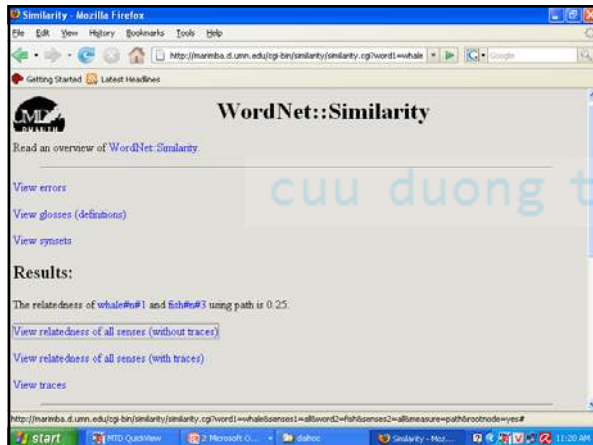 Similarity - Mozilla Firefox
File Edit View History Bookmarks Tools Help
http://marimba.d.umn.edu/cgi-bin/similarity/similarity.cgi?word1=whale
Google
Getting Started Latest Headlines
UMD
DULUTH
WordNet::Similarity
Read an overview of WordNet::Similarity.
cuu duong t
View errors
View glosses (definitions)
View synsets
Results:
The relatedness of whale#n#1 and fish#n#3 using path is 0.25.
View relatedness of all senses (without traces)
View relatedness of all senses (with traces)
View traces
http://marimba.d.umn.edu/cgi-bin/similarity/similarity.cgi?word1=whale&senses1=all&word2=fish&senses2=all&measure=path&rootnode=yes#
start MTD QuickView 2 Microsoft O... dahoc Similarity - Moz... 11:20 AM